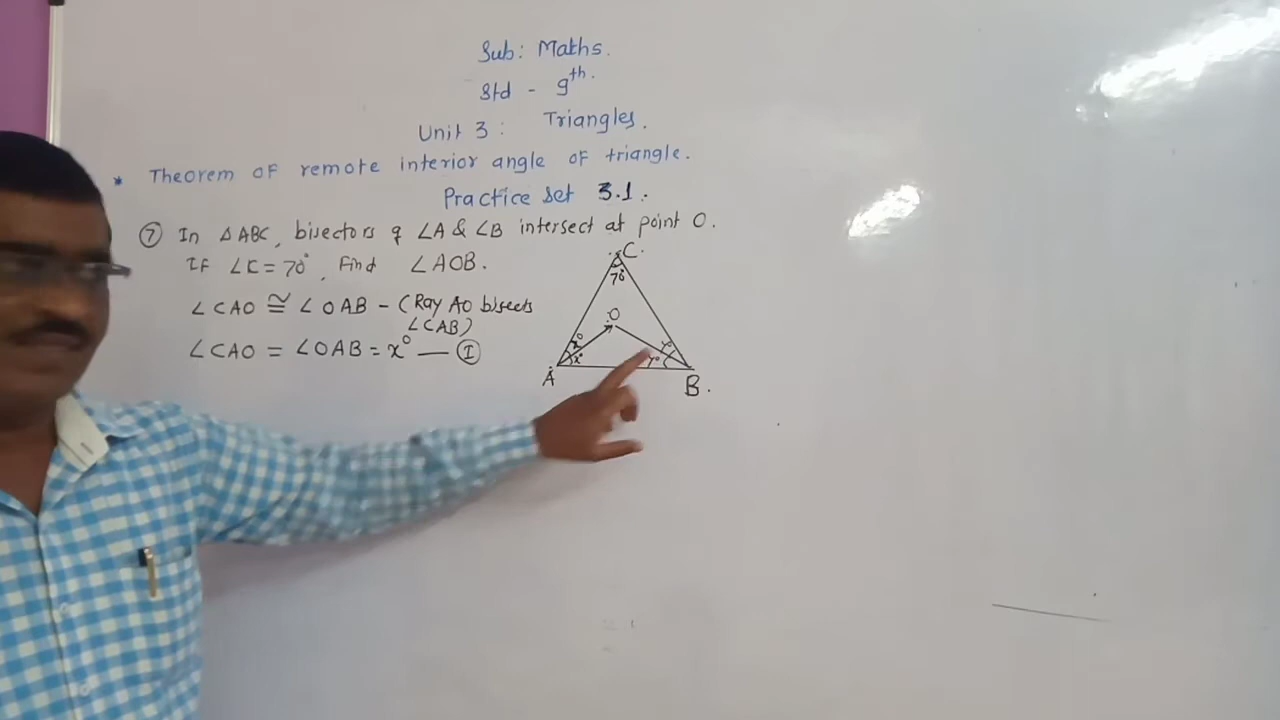 Sub: Maths.
Std - 9th.
Unit 3: Triangles.
* Theorem of remote interior angle of triangle.
Practice Set 3.1.
⑦ In △ABC, bisectors of ∠A & ∠B intersect at point O.
If ∠C = 70°, Find ∠AOB.
∠CAO ≅ ∠OAB - (Ray AO bisects
∠CAB)
∠CAO = ∠OAB = x° — Ⓘ
C
70°
O
x°
x°
y°
y°
A
B.